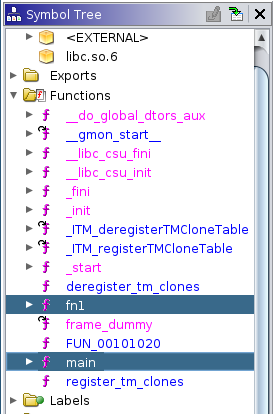 Symbol Tree
<EXTERNAL>
libc.so.6
Exports
Functions
__do_global_dtors_aux
__gmon_start__
__libc_csu_fini
__libc_csu_init
_fini
_init
_ITM_deregisterTMCloneTable
_ITM_registerTMCloneTable
_start
deregister_tm_clones
fn1
frame_dummy
FUN_00101020
main
register_tm_clones
Labels